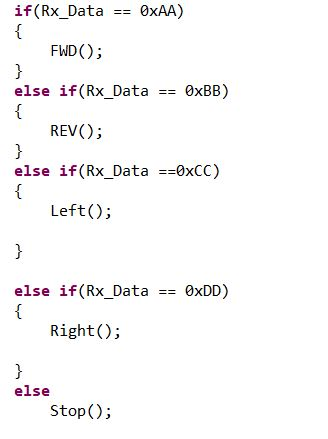 if(Rx_Data == 0xAA)
{
    FWD();
}
else if(Rx_Data == 0xBB)
{
    REV();
}
else if(Rx_Data ==0xCC)
{
    Left();

}

else if(Rx_Data == 0xDD)
{
    Right();

}
else
    Stop();